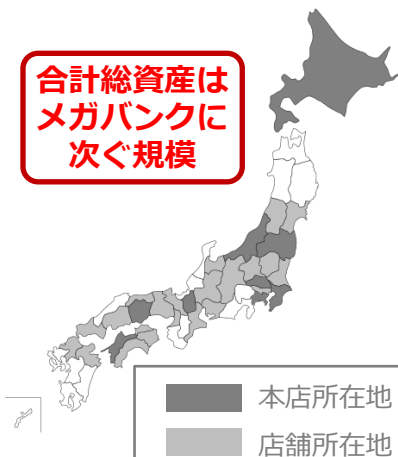 合計総資産は
メガバンクに
次ぐ規模
本店所在地
店舗所在地